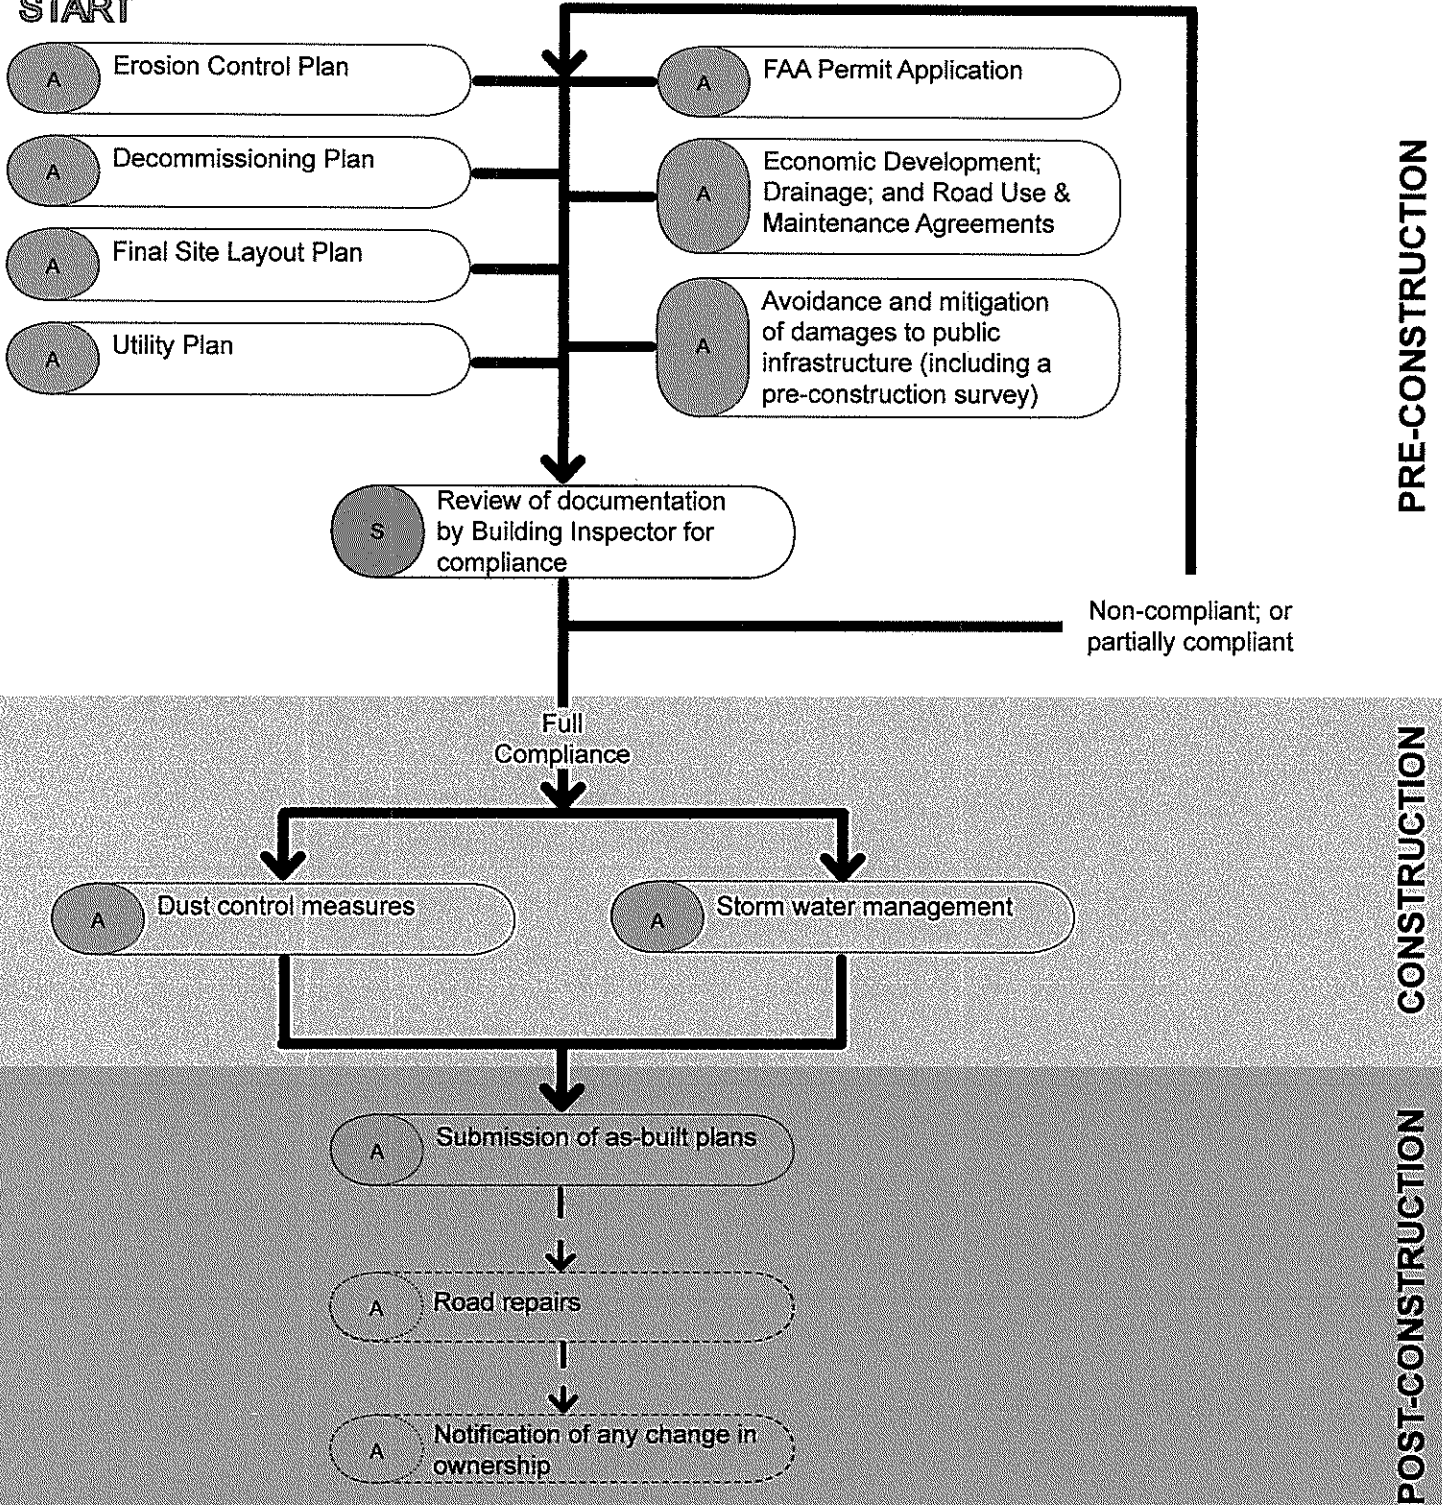 START
A Erosion Control Plan
A FAA Permit Application
A Decommissioning Plan
A Economic Development;
Drainage; and Road Use &
Maintenance Agreements
A Final Site Layout Plan
A Avoidance and mitigation
of damages to public
infrastructure (including a
pre-construction survey)
A Utility Plan
PRE-CONSTRUCTION
S Review of documentation
by Building Inspector for
compliance
Non-compliant; or
partially compliant
Full
Compliance
CONSTRUCTION
A Dust control measures
A Storm water management
POST-CONSTRUCTION
A Submission of as-built plans
A Road repairs
A Notification of any change in
ownership